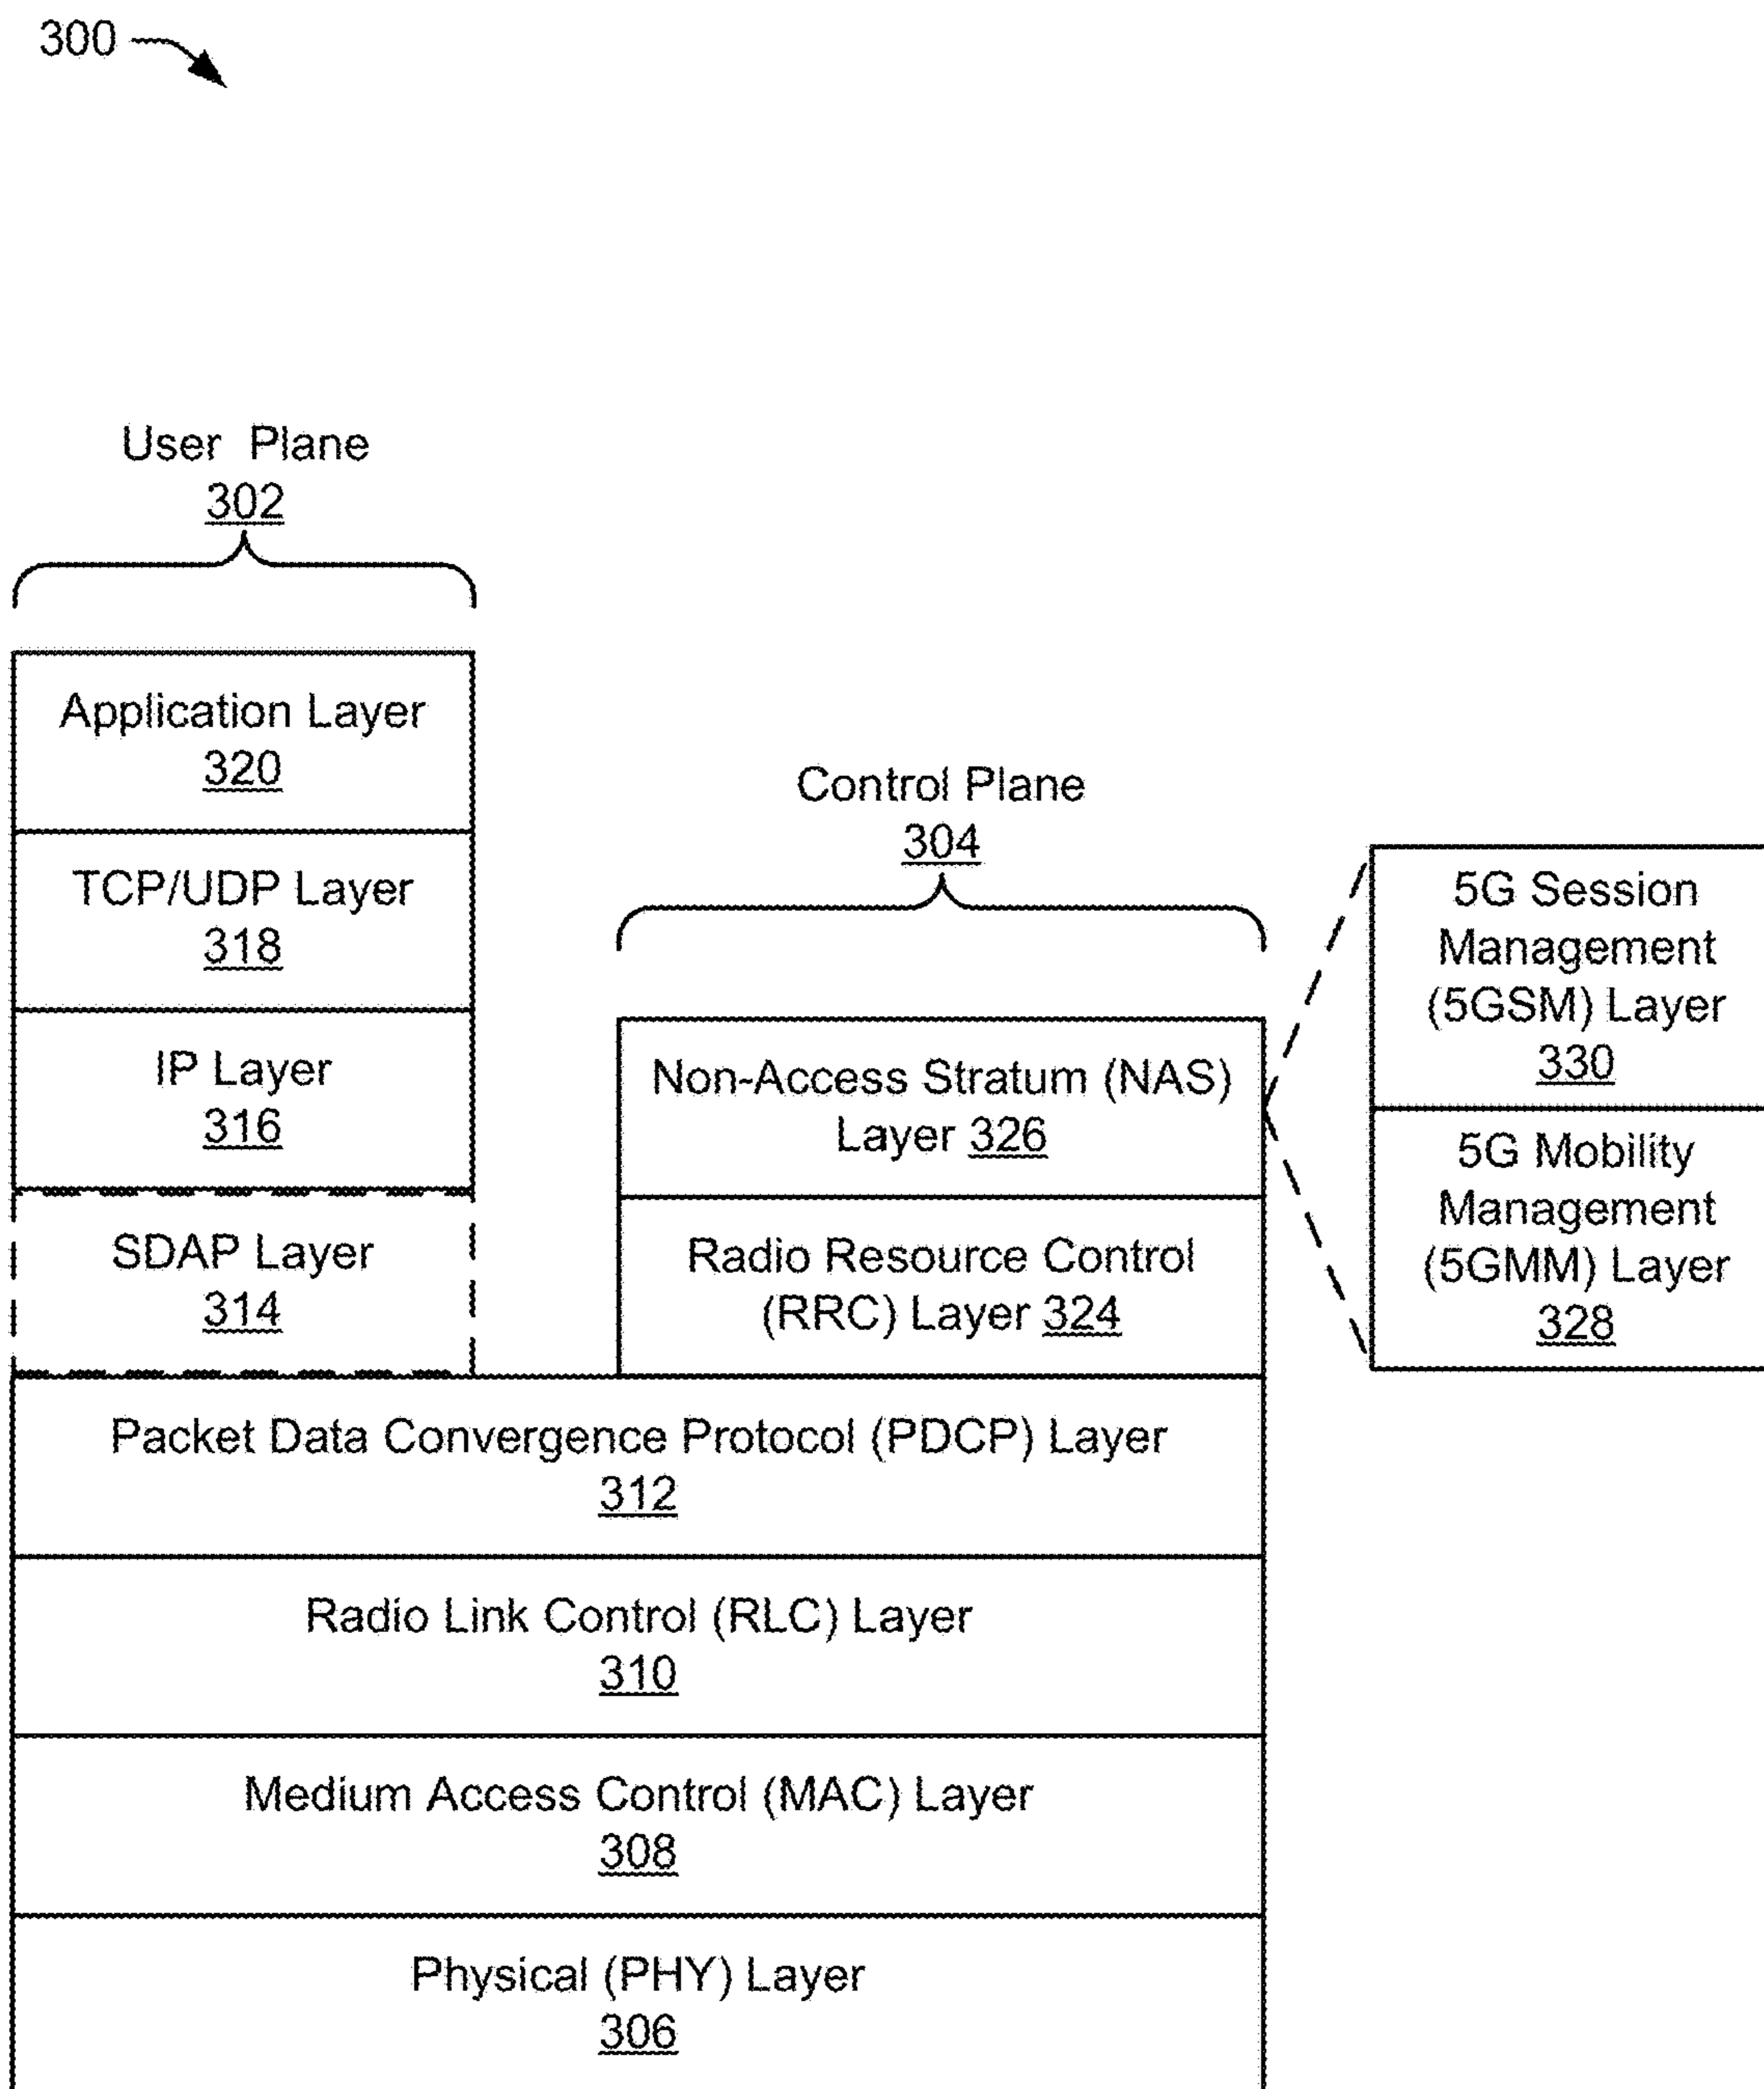 300
User Plane
302
Application Layer
320
TCP/UDP Layer
318
IP Layer
316
SDAP Layer
314
Control Plane
304
Non-Access Stratum (NAS)
Layer 326
Radio Resource Control
(RRC) Layer 324
5G Session
Management
(5GSM) Layer
330
5G Mobility
Management
(5GMM) Layer
328
Packet Data Convergence Protocol (PDCP) Layer
312
Radio Link Control (RLC) Layer
310
Medium Access Control (MAC) Layer
308
Physical (PHY) Layer
306